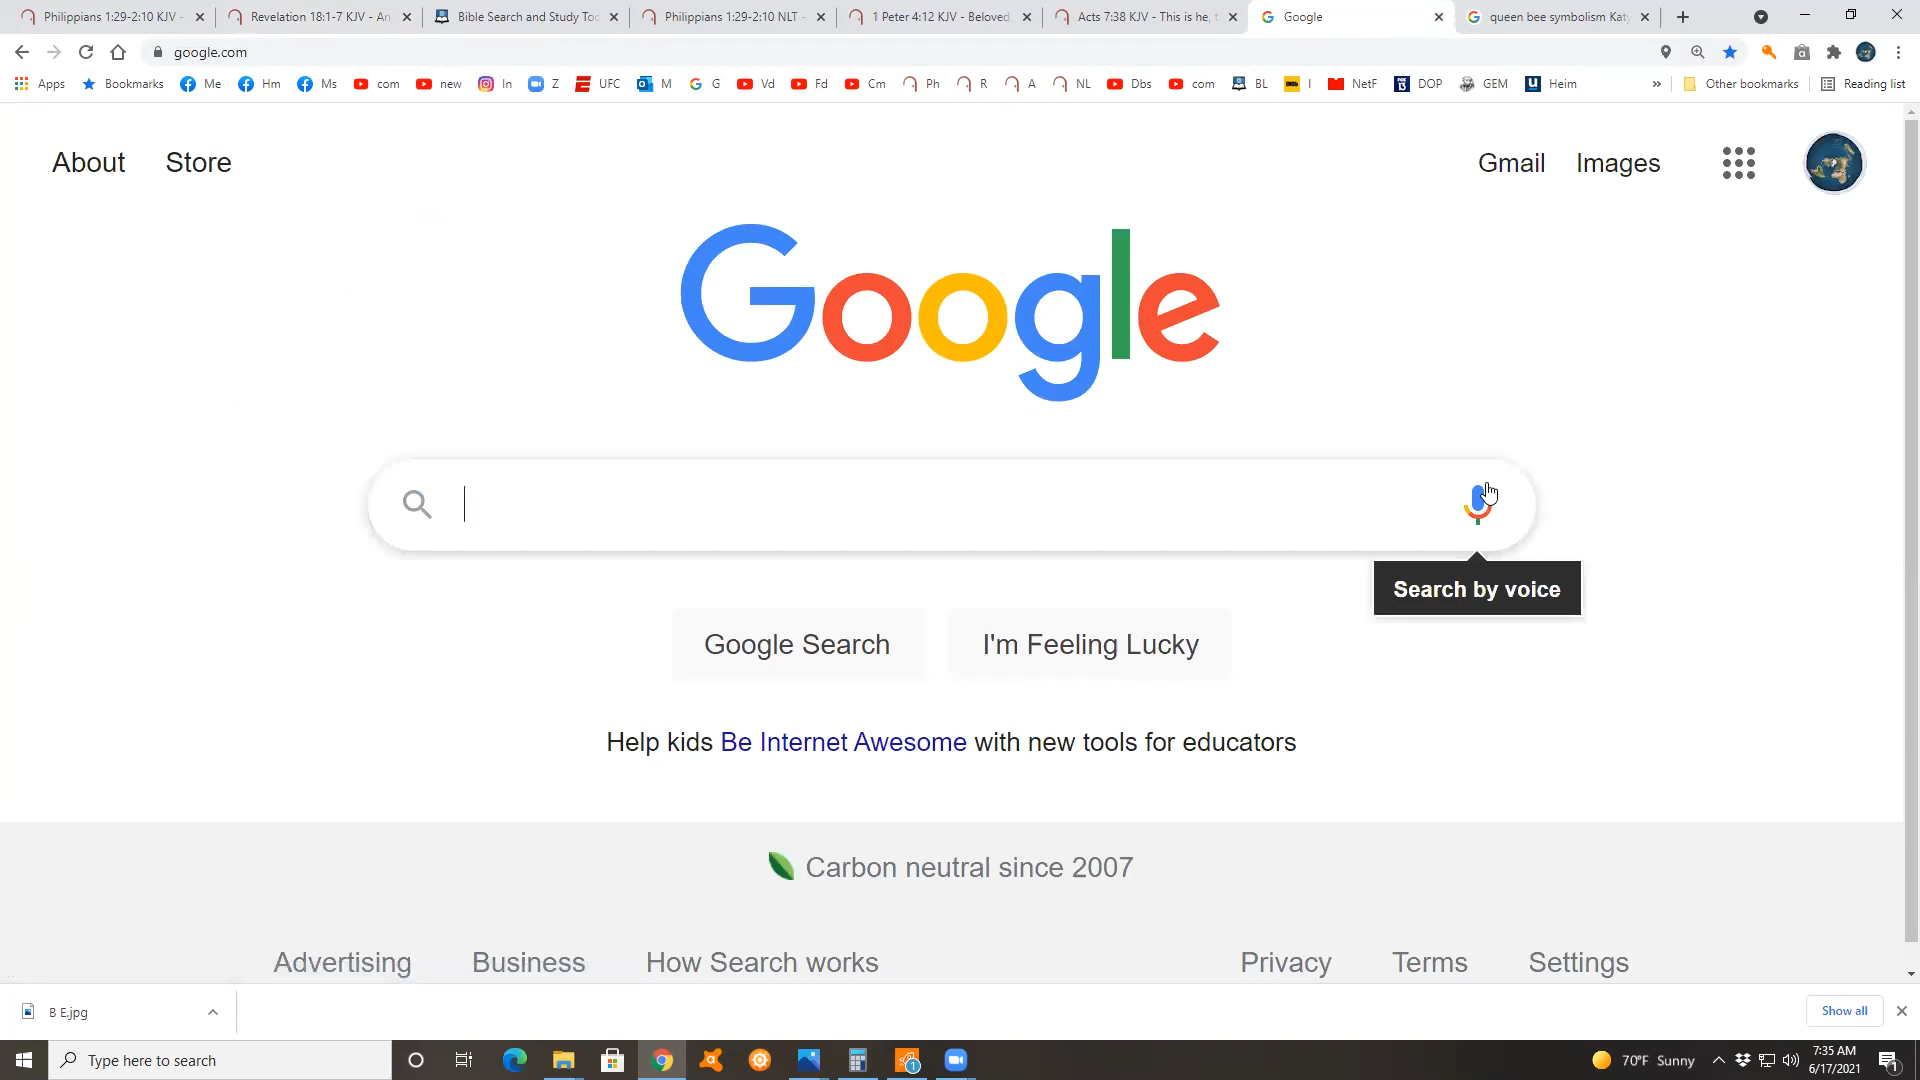 Philippians 1:29-2:10 KJV -
Revelation 18:1-7 KJV - An
Bible Search and Study Too
Philippians 1:29-2:10 NLT -
1 Peter 4:12 KJV - Beloved,
Acts 7:38 KJV - This is he, t
Google
queen bee symbolism Katy
google.com
Apps
Bookmarks
Me
Hm
Ms
com
new
In
Z
UFC
M
G
Vd
Fd
Cm
Ph
R
A
NL
Dbs
com
BL
I
NetF
DOP
GEM
Heim
»
Other bookmarks
Reading list
About
Store
Gmail
Images
Google
Search by voice
Google Search
I'm Feeling Lucky
Help kids Be Internet Awesome with new tools for educators
Carbon neutral since 2007
Advertising
Business
How Search works
Privacy
Terms
Settings
B E.jpg
Show all
Type here to search
70°F Sunny
7:35 AM
6/17/2021